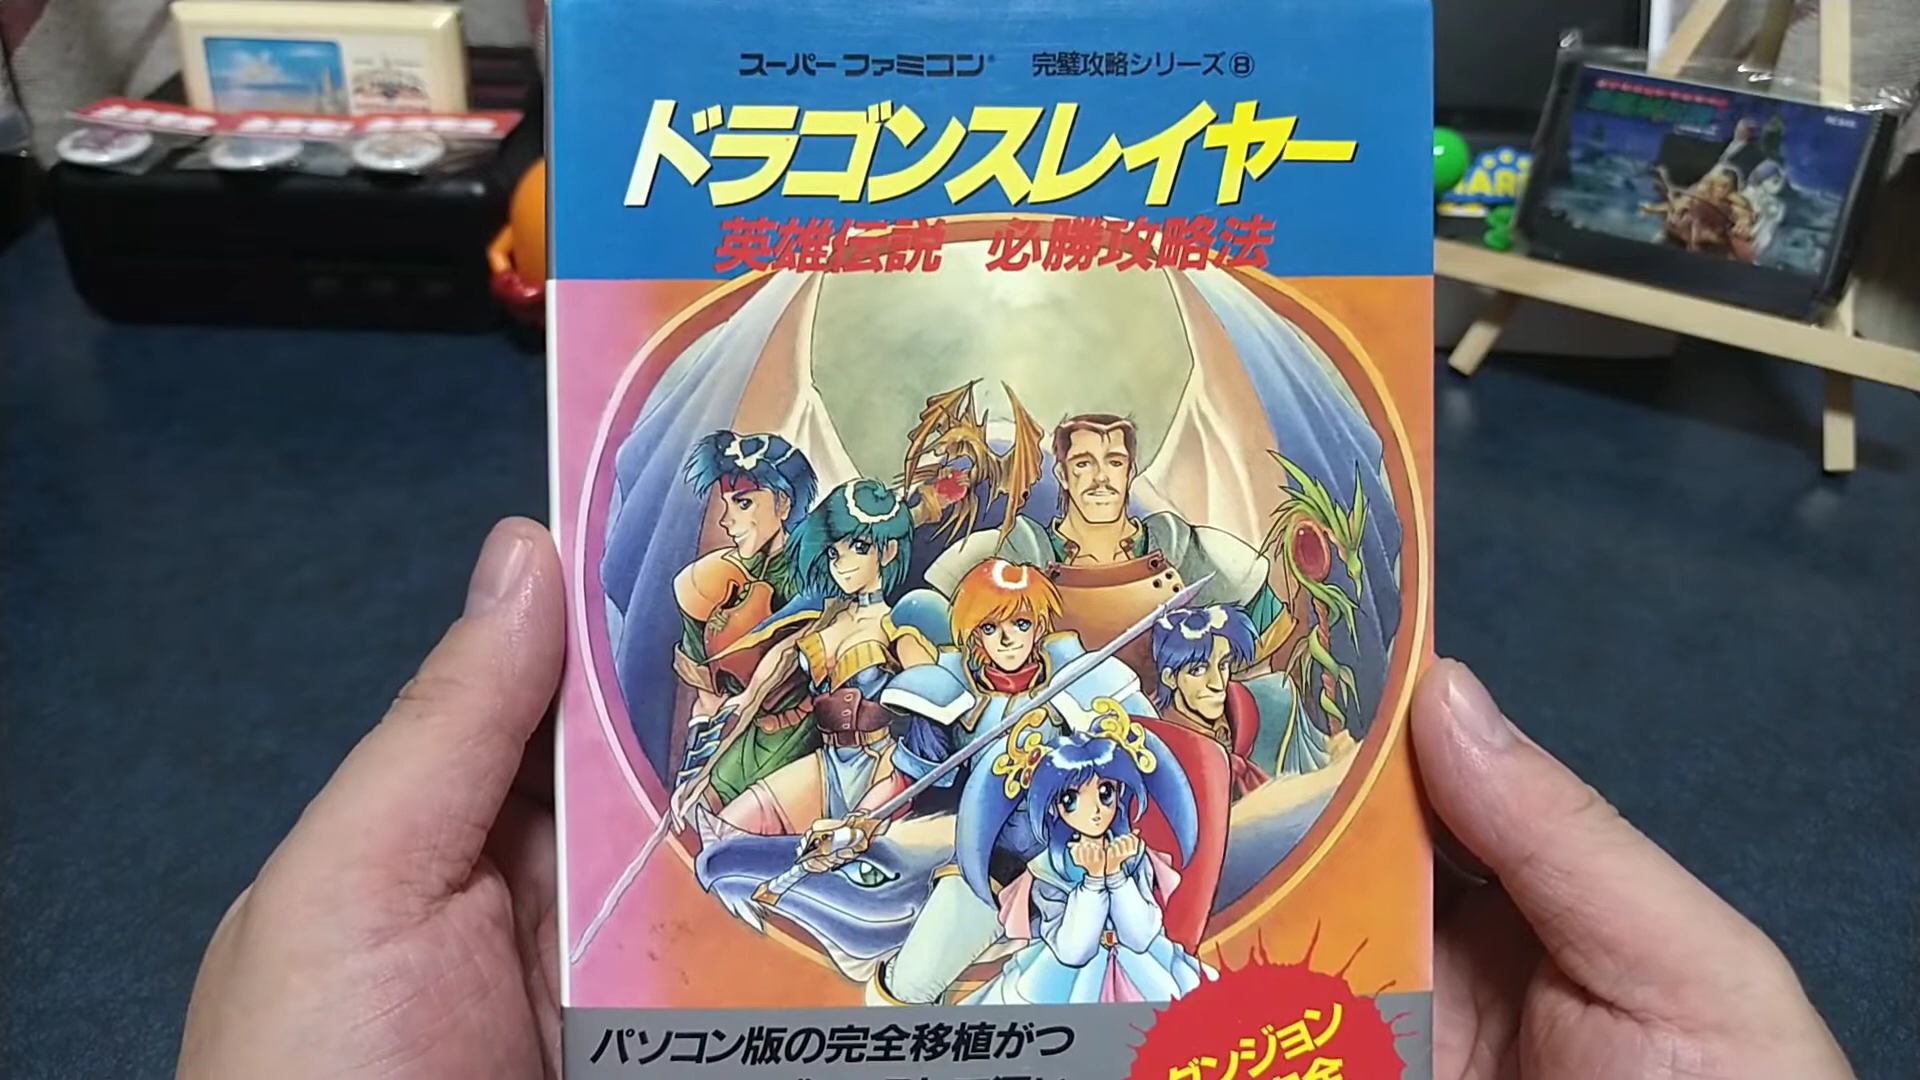 スーパーファミコン® 完璧攻略シリーズ⑧
ドラゴンスレイヤー
英雄伝説 必勝攻略法
パソコン版の完全移植がつ
ダンジョン